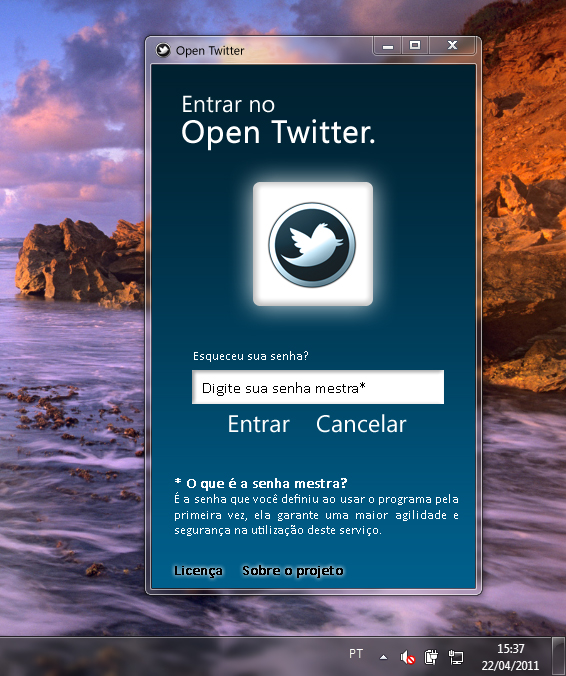 Open Twitter
Entrar no
Open Twitter.
Esqueceu sua senha?
Digite sua senha mestra*
Entrar Cancelar
* O que é a senha mestra?
É a senha que você definiu ao usar o programa pela
primeira vez, ela garante uma maior agilidade e
segurança na utilização deste serviço.
Licença Sobre o projeto
PT
15:37
22/04/2011